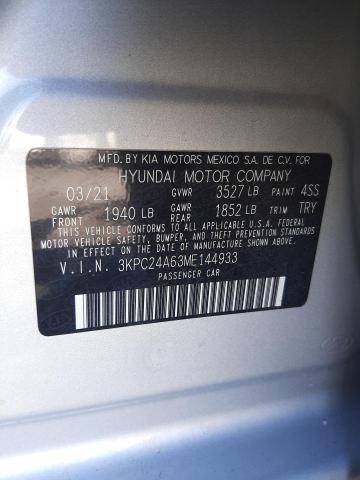 MFD.BY KIA MOTORS MEXICO S.A. DE C.V. FOR
HYUNDAI MOTOR COMPANY
03/21 GVWR 3527 LB PAINT 4SS
GAWR FRONT 1940 LB GAWR REAR 1852 LB TRIM TRY
THIS VEHICLE CONFORMS TO ALL APPLICABLE U.S.A. FEDERAL
MOTOR VEHICLE SAFETY, BUMPER, AND THEFT PREVENTION STANDARDS
IN EFFECT ON THE DATE OF MANUFACTURE SHOWN ABOVE.
V.I.N. 3KPC24A63ME144933
PASSENGER CAR